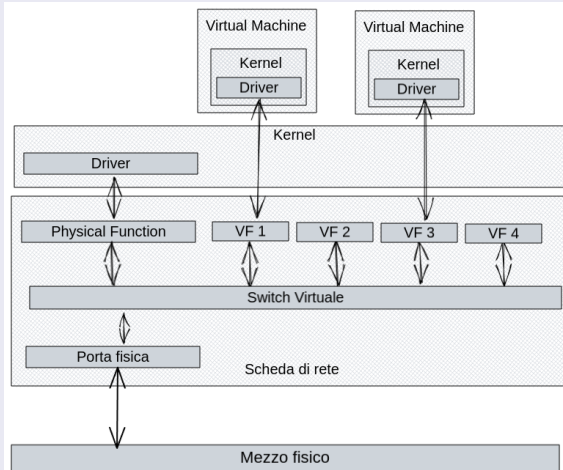 Virtual Machine
Kernel
Driver
Virtual Machine
Kernel
Driver
Kernel
Driver
Physical Function
VF 1
VF 2
VF 3
VF 4
Switch Virtuale
Porta fisica
Scheda di rete
Mezzo fisico